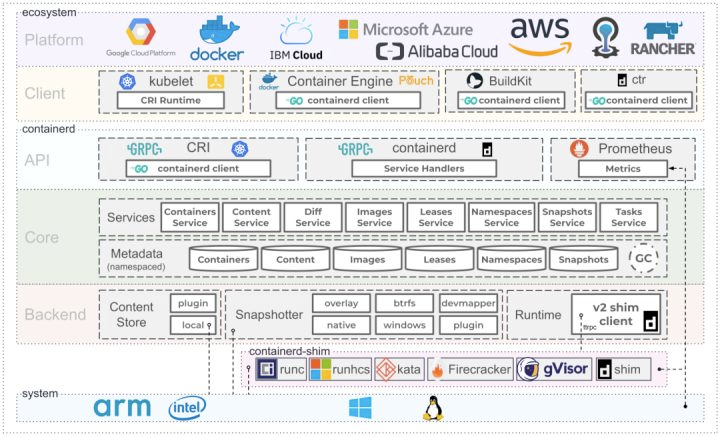 ecosystem
Platform
Google Cloud Platform
docker
IBM Cloud
Microsoft Azure
Alibaba Cloud
aws
RANCHER
Client
kubelet
CRI Runtime
docker
Container Engine
Pouch
GO containerd client
BuildKit
GO containerd client
ctr
GO containerd client
containerd
API
GRPC
CRI
GO containerd client
GRPC
containerd
Service Handlers
Prometheus
Metrics
Core
Services
Containers Service
Content Service
Diff Service
Images Service
Leases Service
Namespaces Service
Snapshots Service
Tasks Service
Metadata
(namespaced)
Containers
Content
Images
Leases
Namespaces
Snapshots
GC
Backend
Content Store
plugin
local
Snapshotter
overlay
btrfs
devmapper
native
windows
plugin
Runtime
v2 shim client
ttrpc
containerd-shim
runc
runhcs
kata
Firecracker
gVisor
shim
system
arm
intel